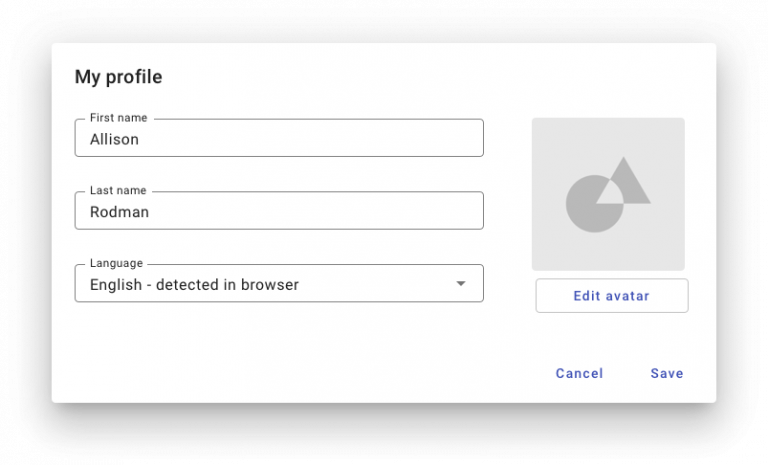 My profile
First name
Allison
Last name
Rodman
Language
English - detected in browser
Edit avatar
Cancel
Save